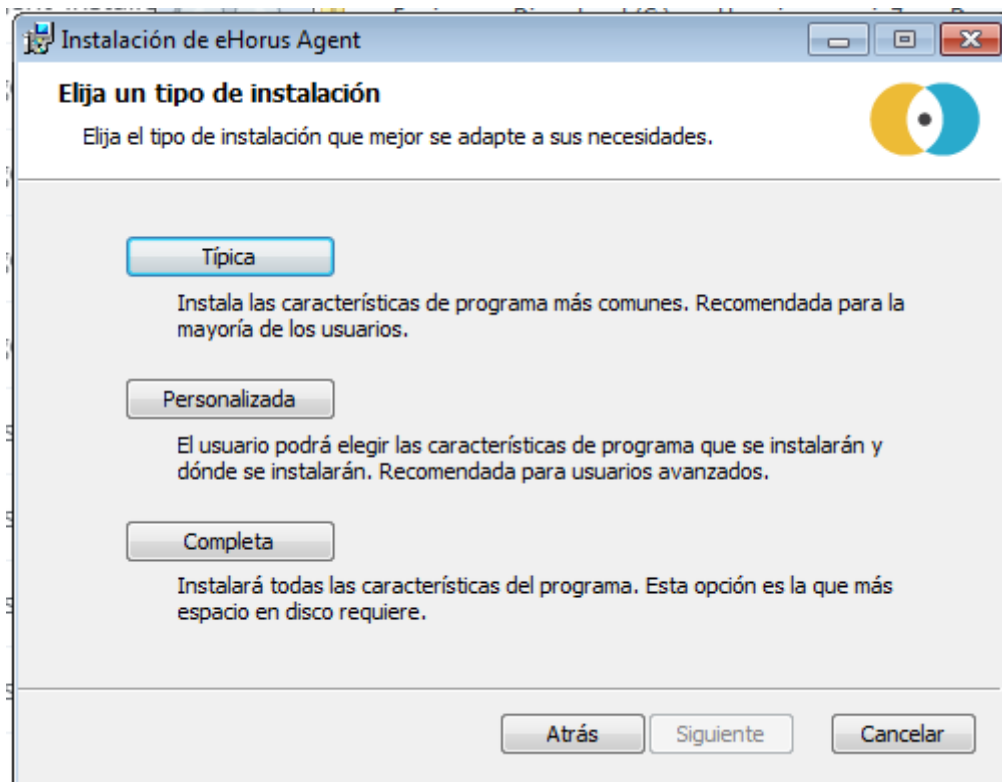 Instalación de eHorus Agent
Elija un tipo de instalación
Elija el tipo de instalación que mejor se adapte a sus necesidades.
Típica
Instala las características de programa más comunes. Recomendada para la
mayoría de los usuarios.
Personalizada
El usuario podrá elegir las características de programa que se instalarán y
dónde se instalarán. Recomendada para usuarios avanzados.
Completa
Instalará todas las características del programa. Esta opción es la que más
espacio en disco requiere.
Atrás Siguiente Cancelar